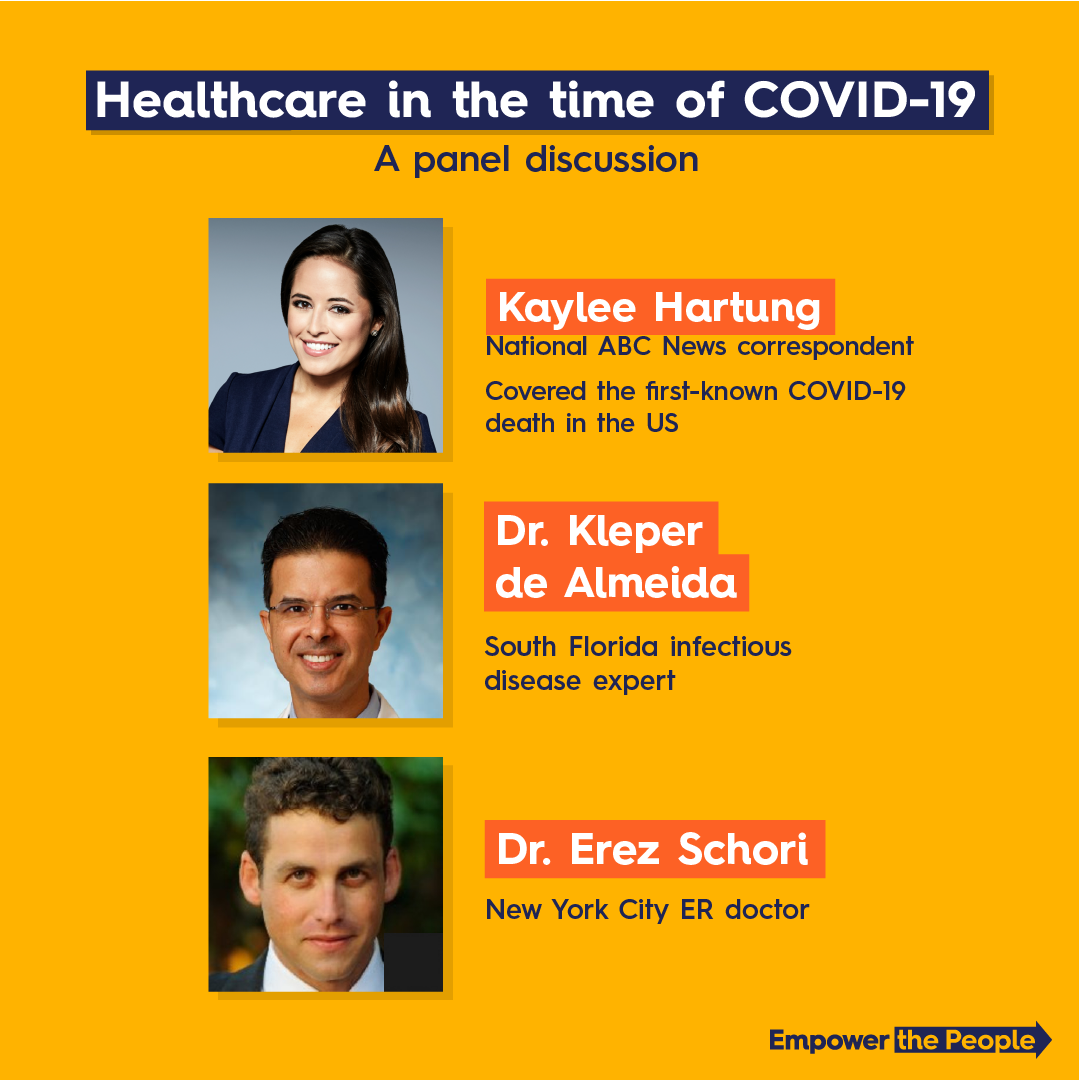 Healthcare in the time of COVID-19
A panel discussion
Kaylee Hartung
National ABC News correspondent
Covered the first-known COVID-19
death in the US
Dr. Kleper
de Almeida
South Florida infectious
disease expert
Dr. Erez Schori
New York City ER doctor
Empower the People